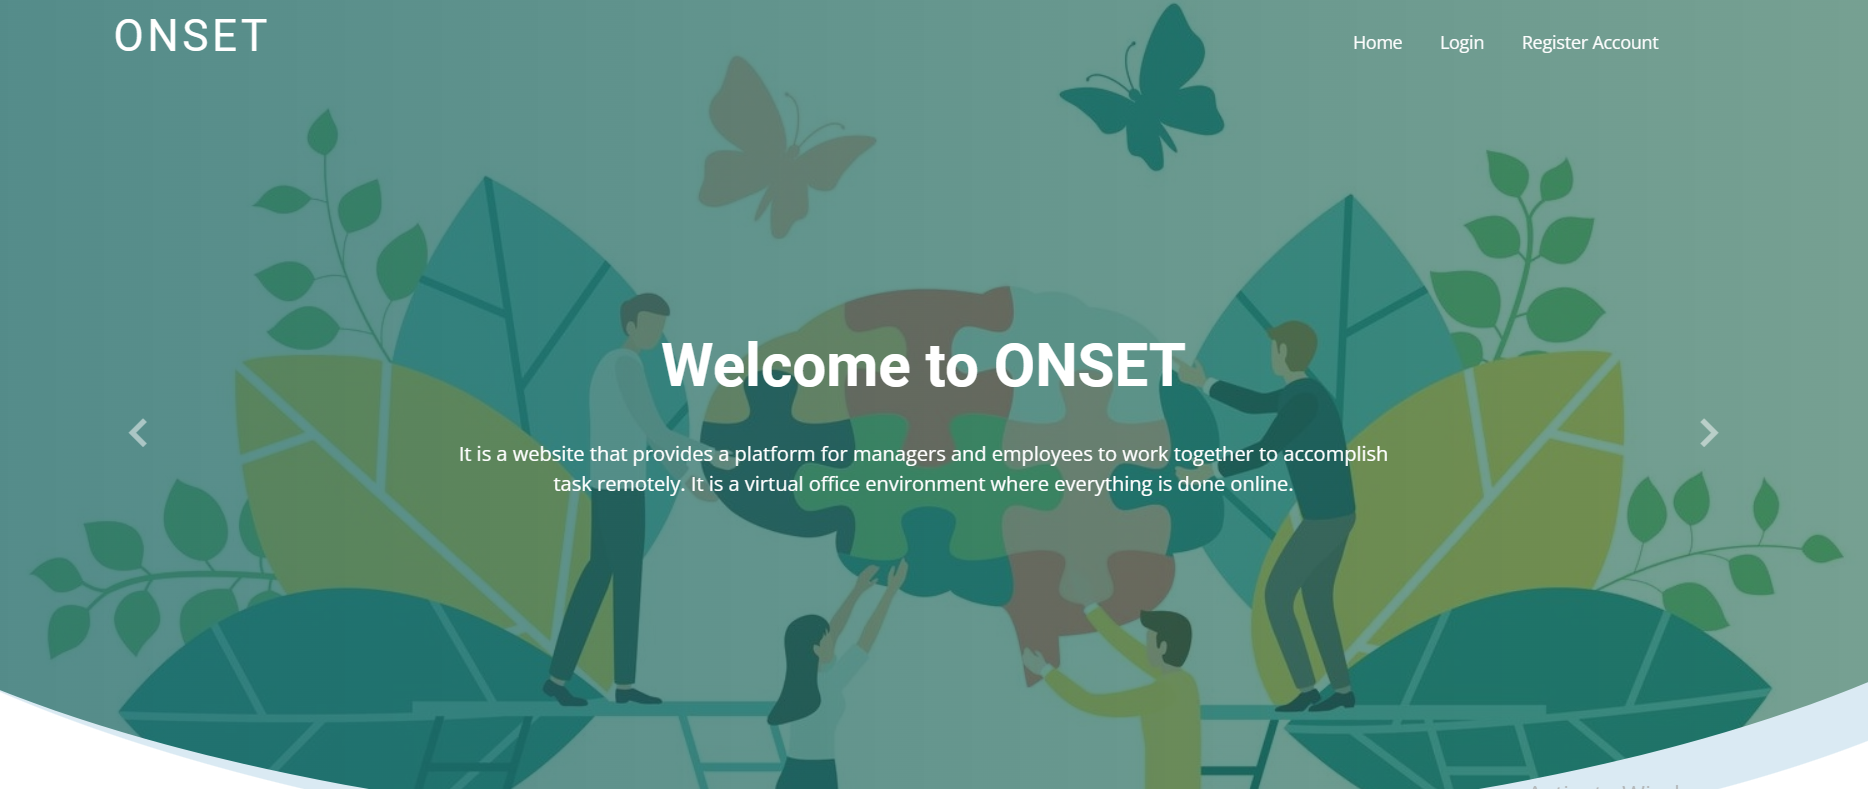 ONSET
Home Login Register Account
Welcome to ONSET
It is a website that provides a platform for managers and employees to work together to accomplish
task remotely. It is a virtual office environment where everything is done online.